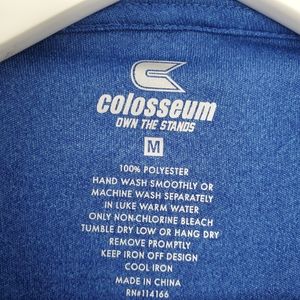 colosseum
OWN THE STANDS
M
100% POLYESTER
HAND WASH SMOOTHLY OR
MACHINE WASH SEPARATELY
IN LUKE WARM WATER
ONLY NON-CHLORINE BLEACH
TUMBLE DRY LOW OR HANG DRY
REMOVE PROMPTLY
KEEP IRON OFF DESIGN
COOL IRON
MADE IN CHINA
RN#114166